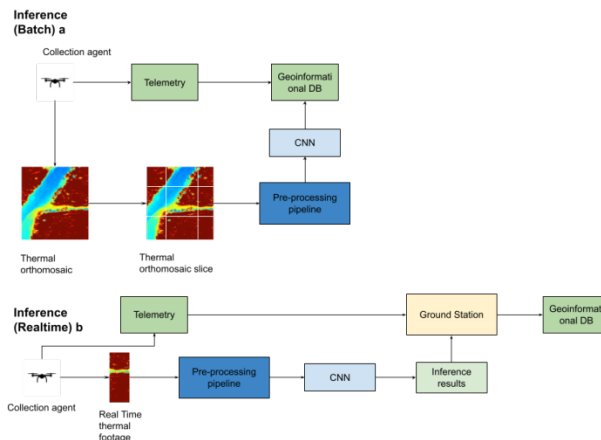 Inference
(Batch) a
Collection agent
Telemetry
Geoinformati
onal DB
CNN
Pre-processing
pipeline
Thermal
orthomosaic
Thermal
orthomosaic slice
Inference
(Realtime) b
Telemetry
Ground Station
Geoinformati
onal DB
Pre-processing
pipeline
CNN
Inference
results
Collection agent
Real Time
thermal
footage